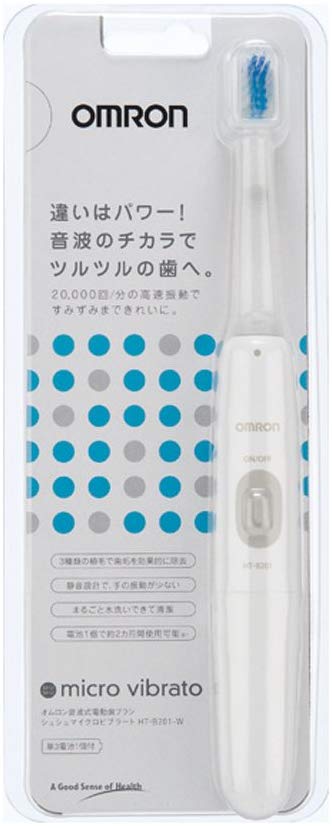 OMRON
違いはパワー!
音波のチカラで
ツルツルの歯へ。
20,000回/分の高速振動で
すみずみまできれいに。
OMRON
ON/OFF
HT-B201
3種類の植毛で歯垢を効果的に除去
静音設計で、手の振動が少ない
まるごと水洗いできて清潔
電池1個で約2カ月間使用可能
micro vibrato
オムロン音波式電動歯ブラシ
シュシュマイクロビブラート HT-B201-W
単3電池1個付
A Good Sense of Health